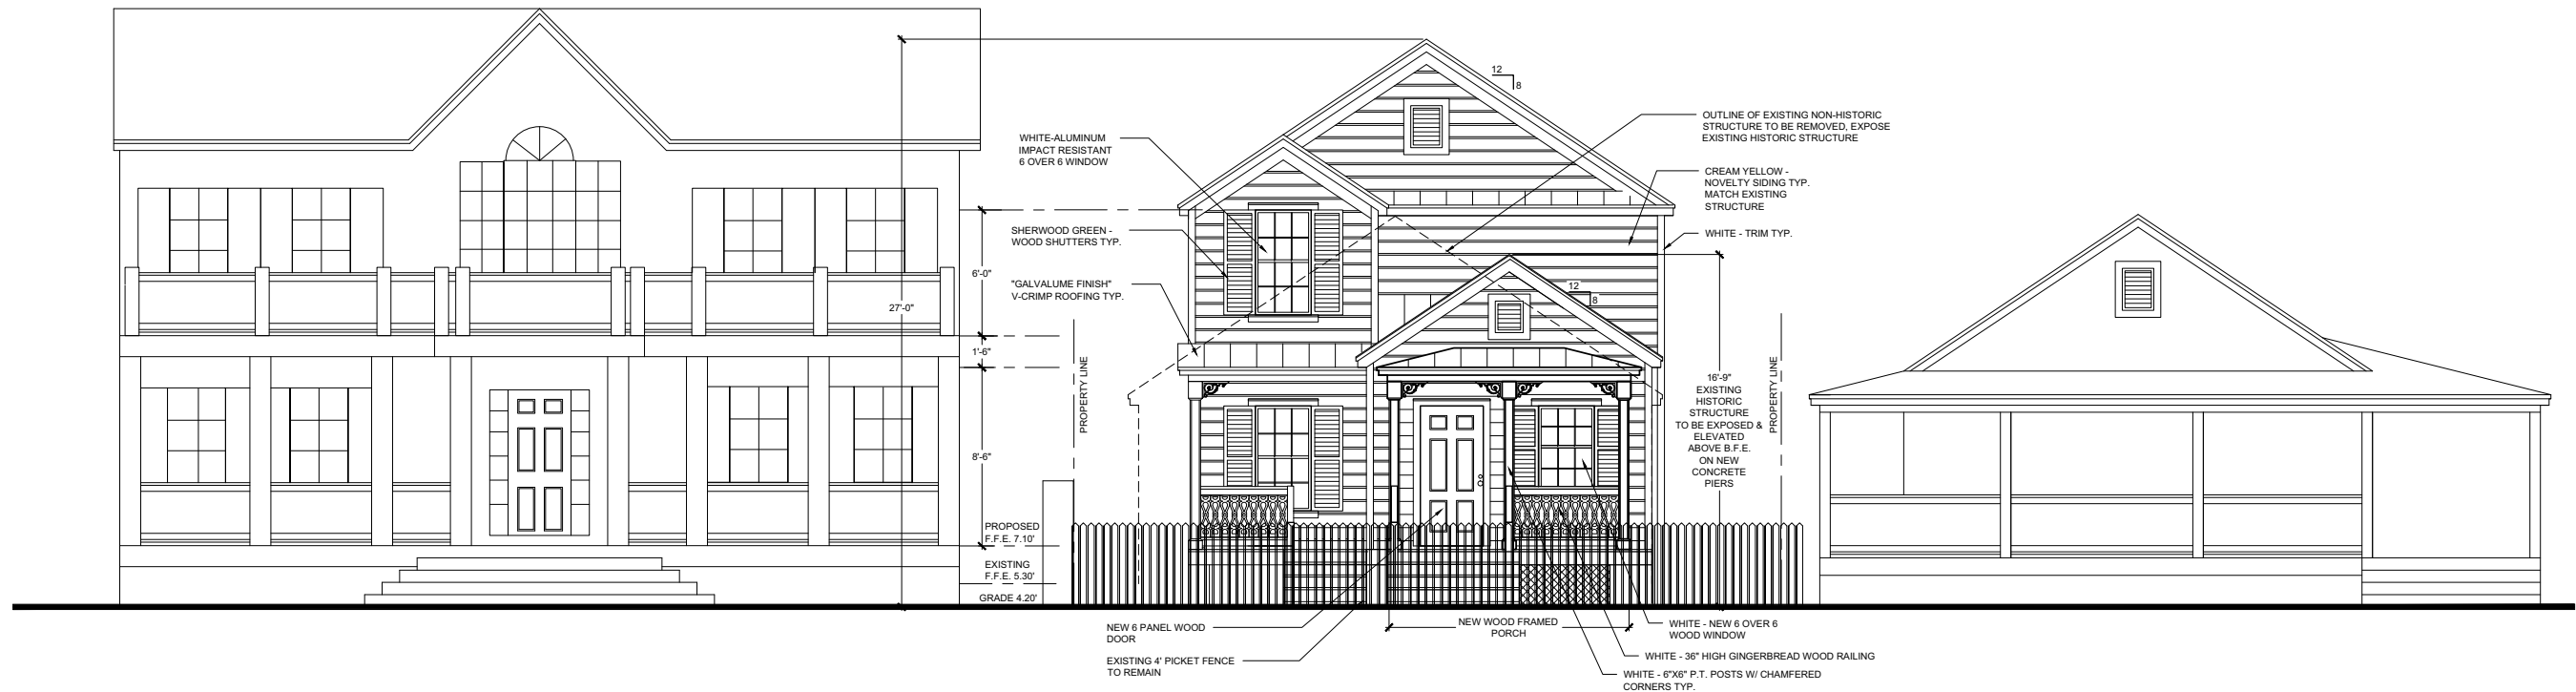 12
8
WHITE-ALUMINUM
IMPACT RESISTANT
6 OVER 6 WINDOW
OUTLINE OF EXISTING NON-HISTORIC
STRUCTURE TO BE REMOVED, EXPOSE
EXISTING HISTORIC STRUCTURE
CREAM YELLOW -
NOVELTY SIDING TYP.
MATCH EXISTING
STRUCTURE
SHERWOOD GREEN -
WOOD SHUTTERS TYP.
WHITE - TRIM TYP.
6'-0"
"GALVALUME FINISH"
V-CRIMP ROOFING TYP.
12
8
27'-0"
1'-6"
PROPERTY LINE
PROPERTY LINE
16'-9"
EXISTING
HISTORIC
STRUCTURE
TO BE EXPOSED &
ELEVATED
ABOVE B.F.E.
ON NEW
CONCRETE
PIERS
8'-6"
PROPOSED
F.F.E. 7.10'
EXISTING
F.F.E. 5.30'
GRADE 4.20'
NEW 6 PANEL WOOD
DOOR
NEW WOOD FRAMED
PORCH
WHITE - NEW 6 OVER 6
WOOD WINDOW
EXISTING 4' PICKET FENCE
TO REMAIN
WHITE - 36" HIGH GINGERBREAD WOOD RAILING
WHITE - 6"X6" P.T. POSTS W/ CHAMFERED
CORNERS TYP.